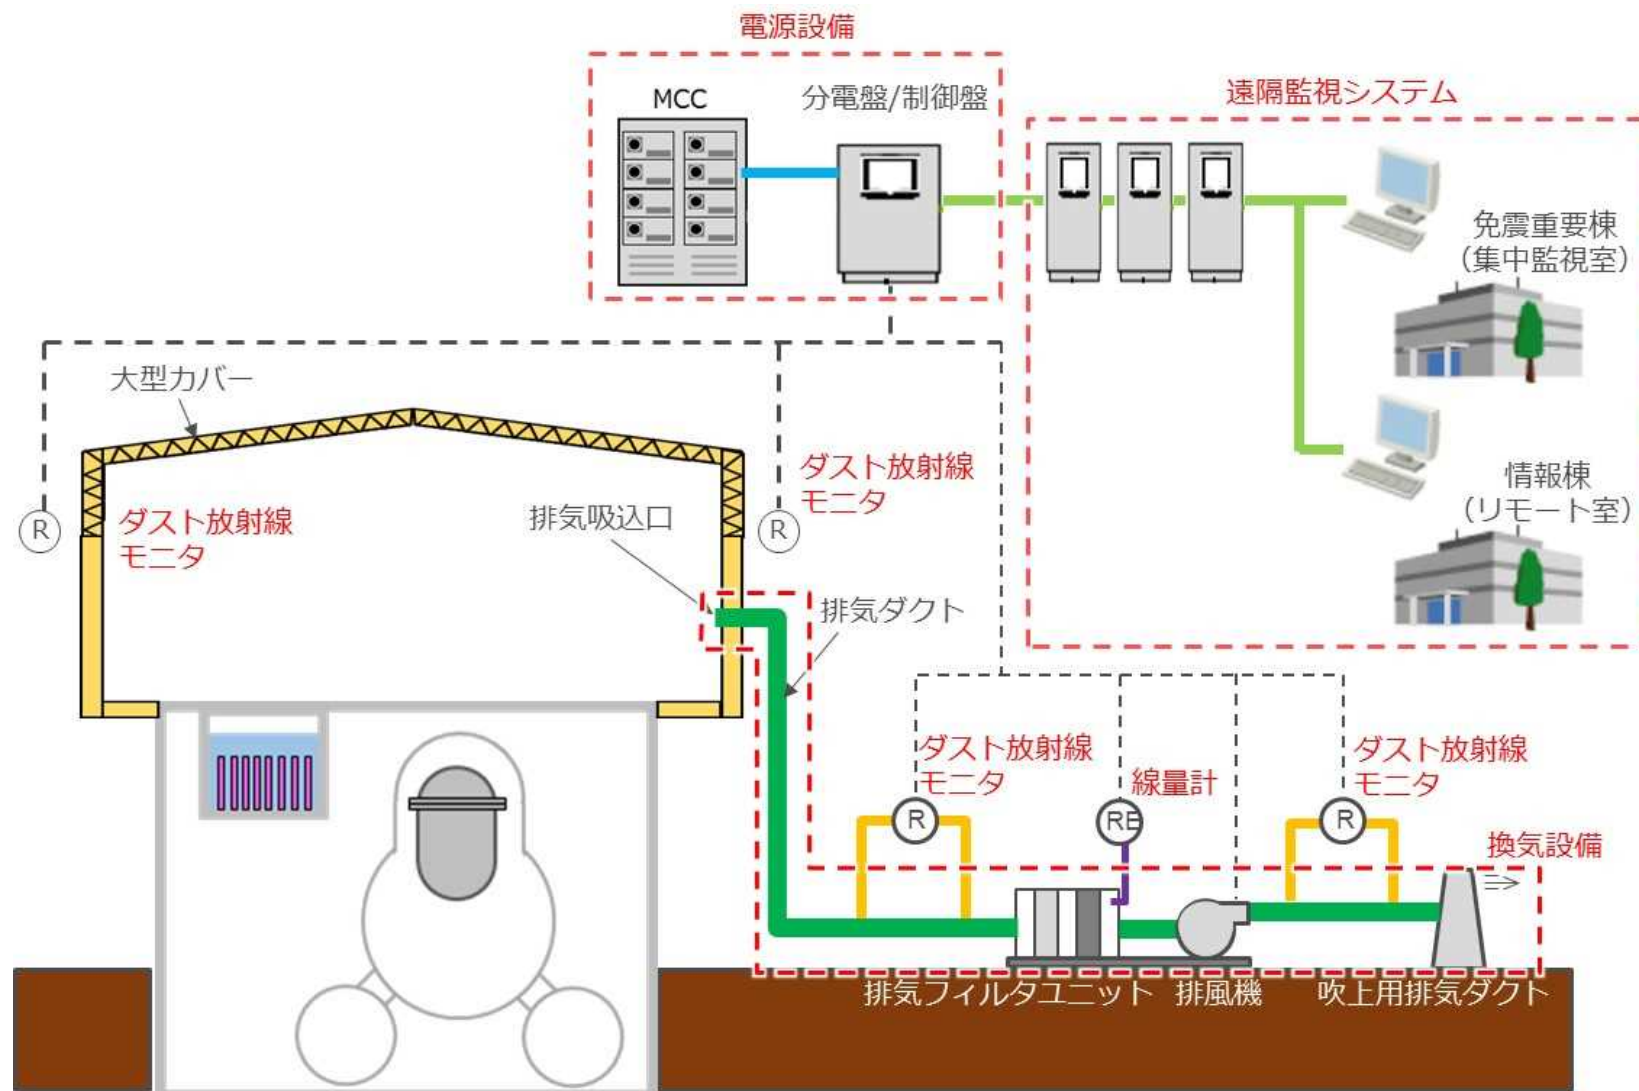 電源設備
MCC
分電盤/制御盤
遠隔監視システム
免震重要棟
(集中監視室)
情報棟
(リモート室)
大型カバー
R
ダスト放射線
モニタ
排気吸込口
ダスト放射線
モニタ
R
排気ダクト
ダスト放射線
モニタ
R
線量計
RE
ダスト放射線
モニタ
R
換気設備
排気フィルタユニット
排風機
吹上用排気ダクト